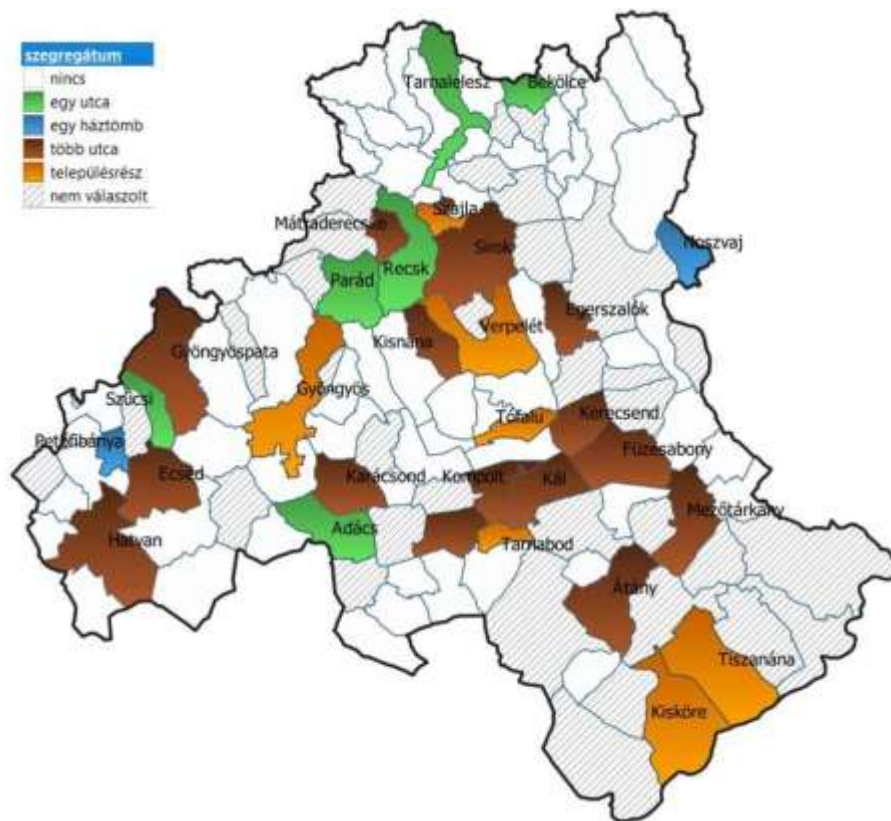 szegregátum
nincs
egy utca
egy háztömb
több utca
településrész
nem válaszolt
Tarnalelesz
Bekölce
Szajla
Mátraderecske
Sirok
Noszvaj
Recsk
Parád
Egerszalók
Verpelét
Kisnána
Gyöngyöspata
Gyöngyös
Szűcsi
Tófalu
Kerecsend
Petőfibánya
Füzesabony
Ecséd
Karácsond
Kompolt
Kál
Mezőtárkány
Adács
Hatvan
Tarnabod
Átány
Tiszanána
Kisköre